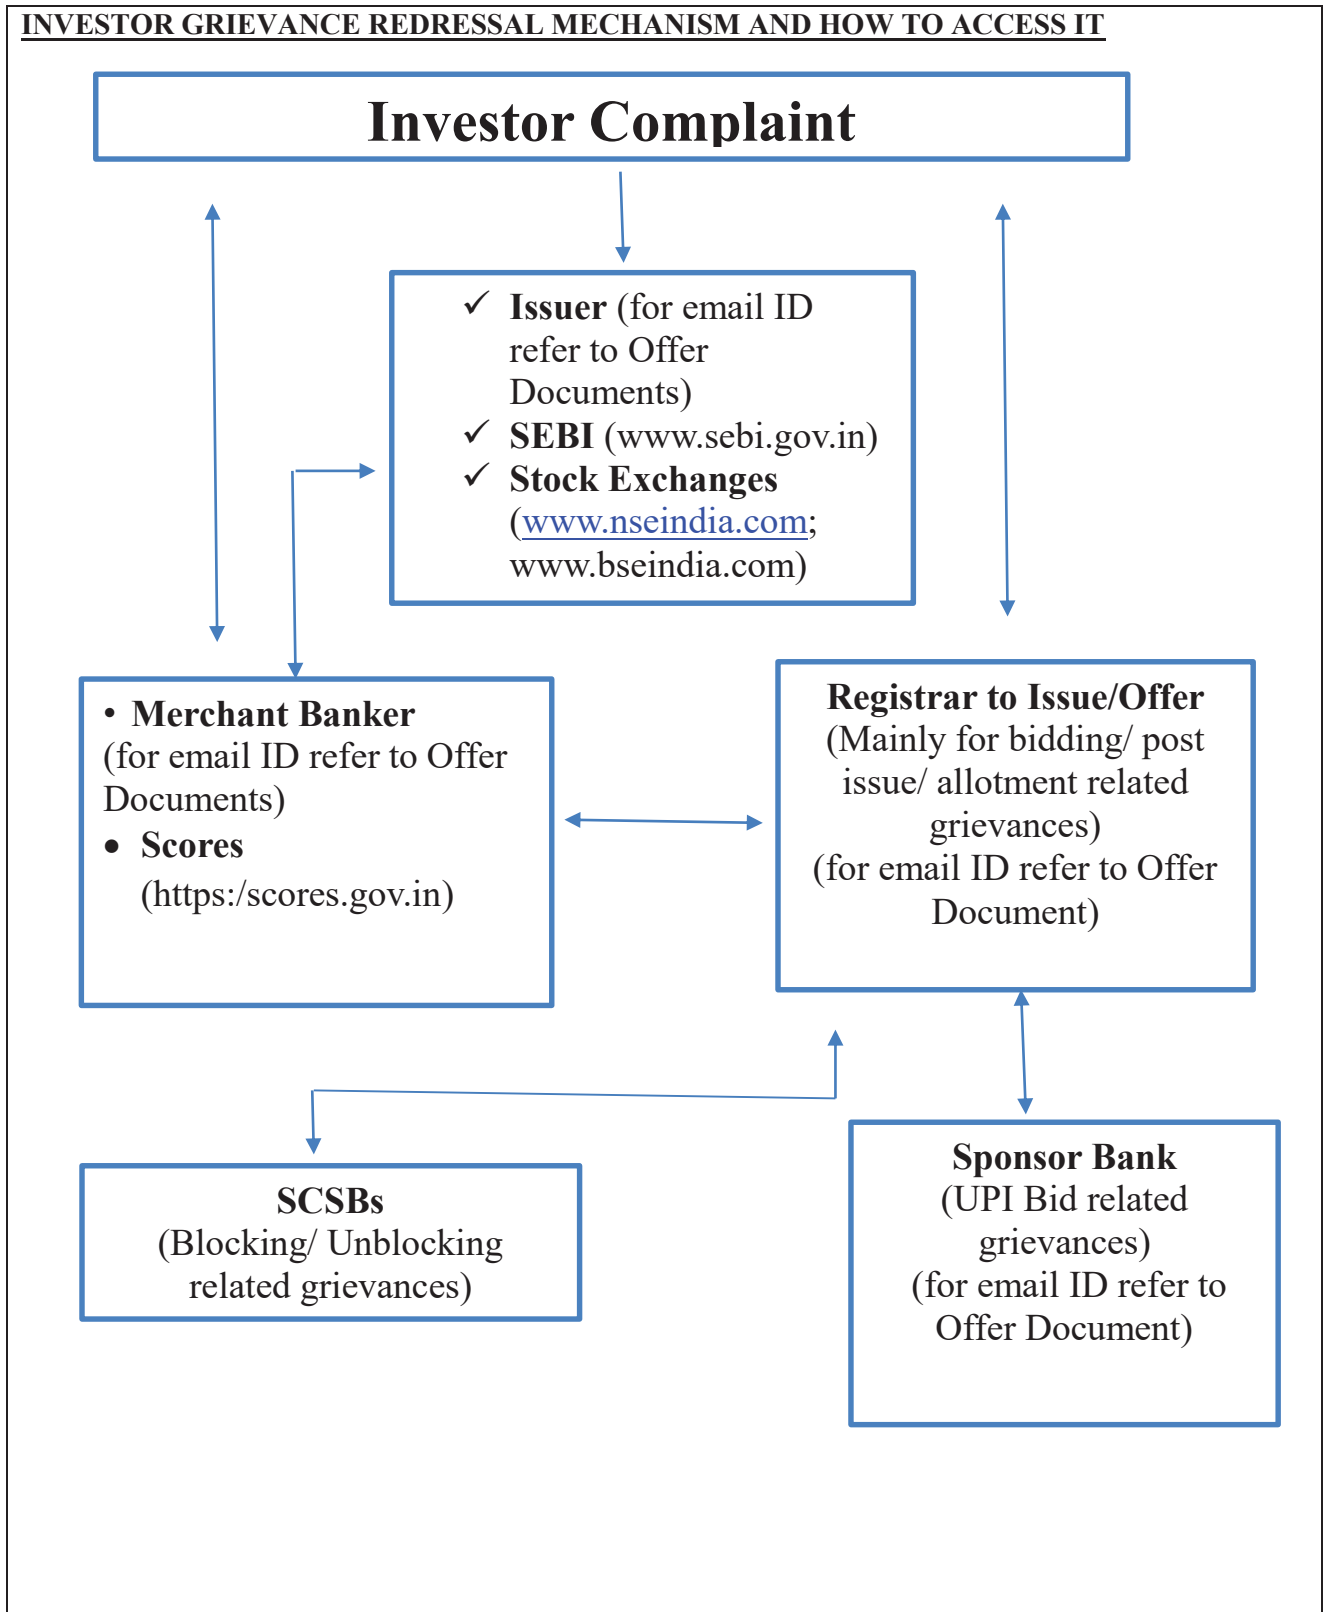 INVESTOR GRIEVANCE REDRESSAL MECHANISM AND HOW TO ACCESS IT
Investor Complaint
✓ Issuer (for email ID
refer to Offer
Documents)
✓ SEBI (www.sebi.gov.in)
✓ Stock Exchanges
(www.nseindia.com;
www.bseindia.com)
• Merchant Banker
(for email ID refer to Offer
Documents)
• Scores
(https:/scores.gov.in)
Registrar to Issue/Offer
(Mainly for bidding/ post
issue/ allotment related
grievances)
(for email ID refer to Offer
Document)
SCSBs
(Blocking/ Unblocking
related grievances)
Sponsor Bank
(UPI Bid related
grievances)
(for email ID refer to
Offer Document)